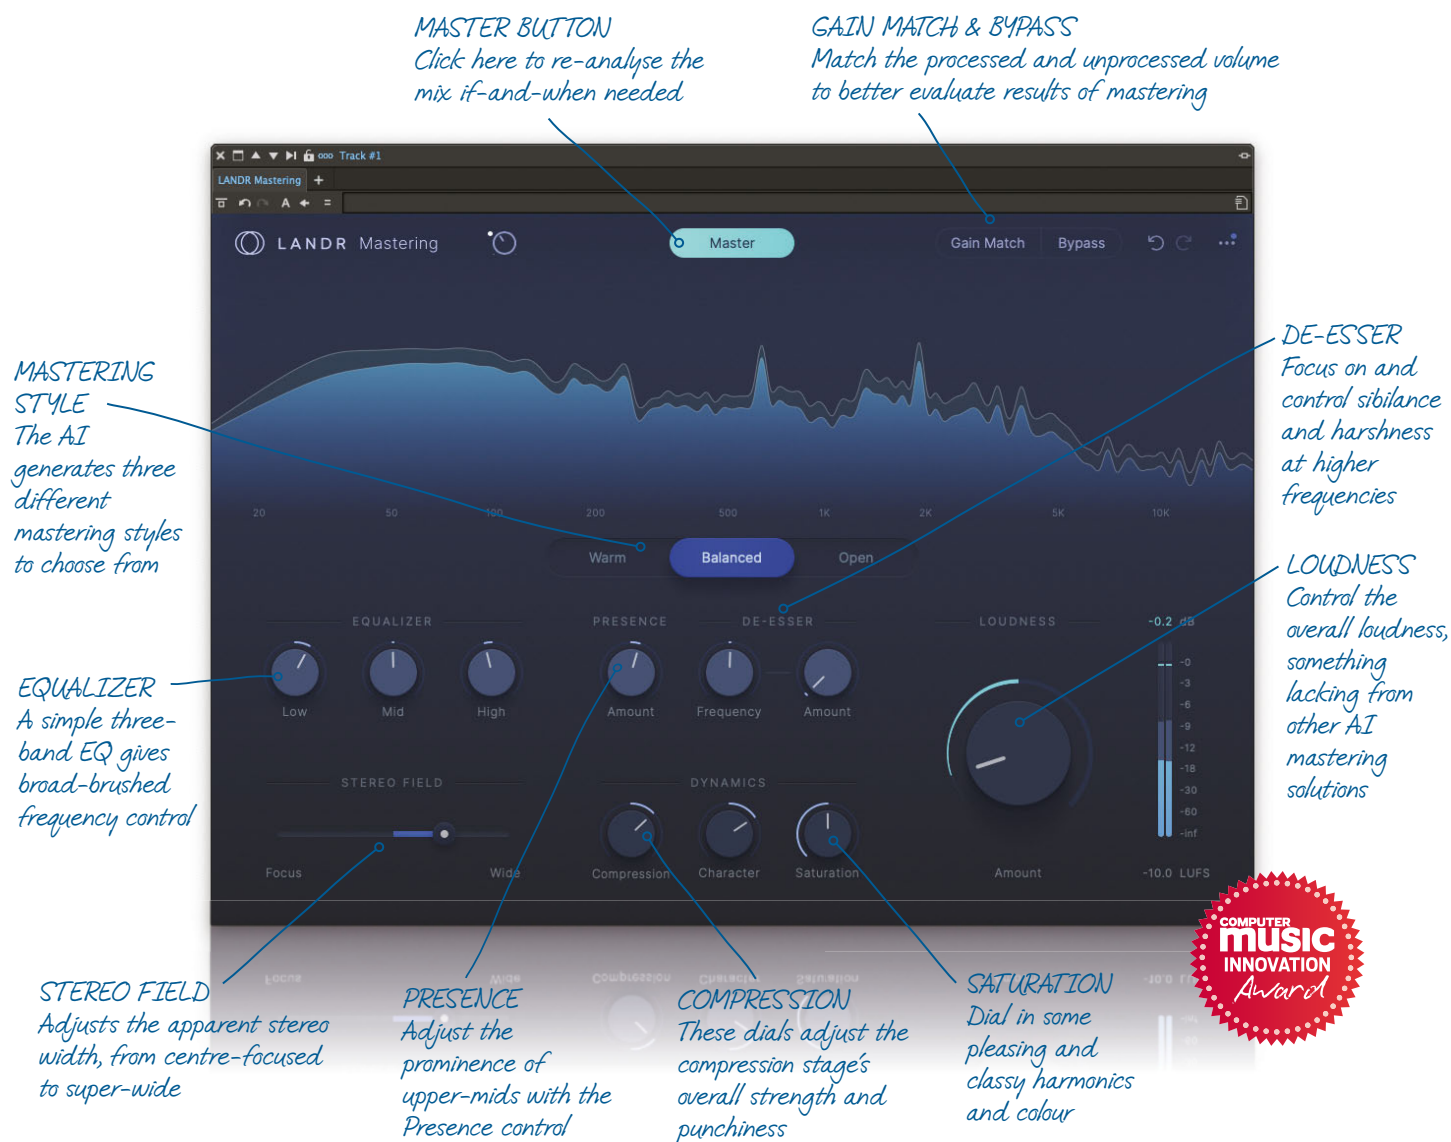 MASTER BUTTON
Click here to re-analyse the
mix if-and-when needed
GAIN MATCH & BYPASS
Match the processed and unprocessed volume
to better evaluate results of mastering
Track #1
LANDR Mastering
+
A
=
LANDR Mastering
Master
Gain Match
Bypass
MASTERING
STYLE
The AI
generates three
different
mastering styles
to choose from
DE-ESSER
Focus on and
control sibilance
and harshness
at higher
frequencies
20 50 100 200 500 1K 2K 5K 10K
Warm
Balanced
Open
LOUDNESS
Control the
overall loudness,
something
lacking from
other AI
mastering
solutions
EQUALIZER
PRESENCE
DE-ESSER
LOUDNESS
-0.2 dB
Low
Mid
High
Amount
Frequency
Amount
-0
-3
-6
-9
-12
-18
-30
-60
-inf
EQUALIZER
A simple three-
band EQ gives
broad-brushed
frequency control
STEREO FIELD
DYNAMICS
Focus
Wide
Compression
Character
Saturation
Amount
-10.0 LUFS
COMPUTER
music
INNOVATION
Award
STEREO FIELD
Adjusts the apparent stereo
width, from centre-focused
to super-wide
PRESENCE
Adjust the
prominence of
upper-mids with the
Presence control
COMPRESSION
These dials adjust the
compression stage's
overall strength and
punchiness
SATURATION
Dial in some
pleasing and
classy harmonics
and colour